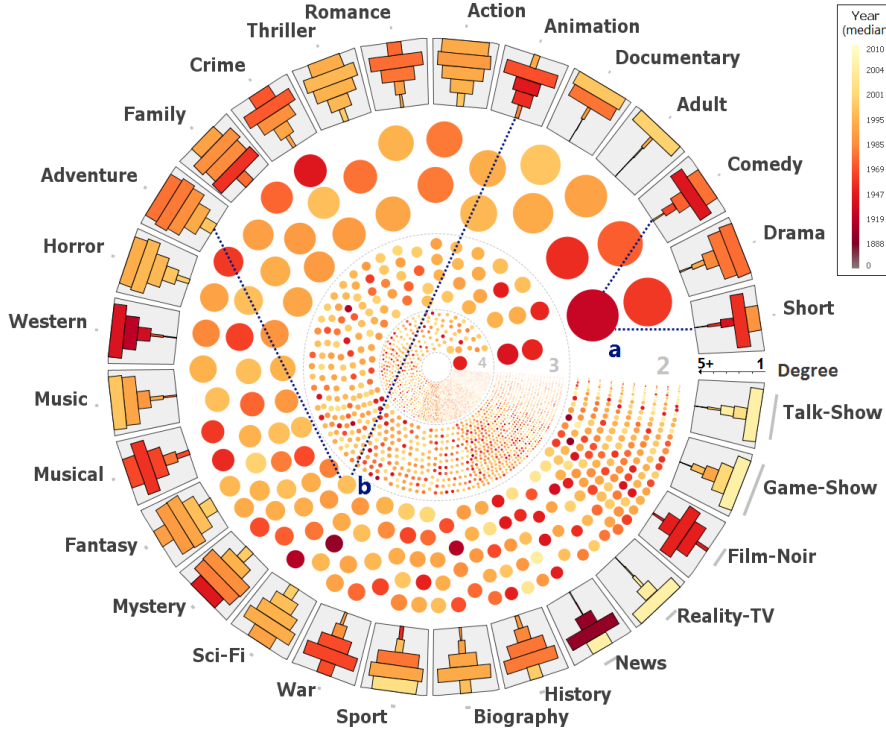 Romance
Action
Thriller
Animation
Crime
Documentary
Family
Adult
Adventure
Comedy
Horror
Drama
Western
Short
Music
Talk-Show
Musical
Game-Show
Fantasy
Film-Noir
Mystery
Reality-TV
Sci-Fi
News
War
History
Sport
Biography
Year
(median)
2010
2001
1995
1985
1969
1947
1919
1888
0
a
b
2
3
4
5+ 1
Degree